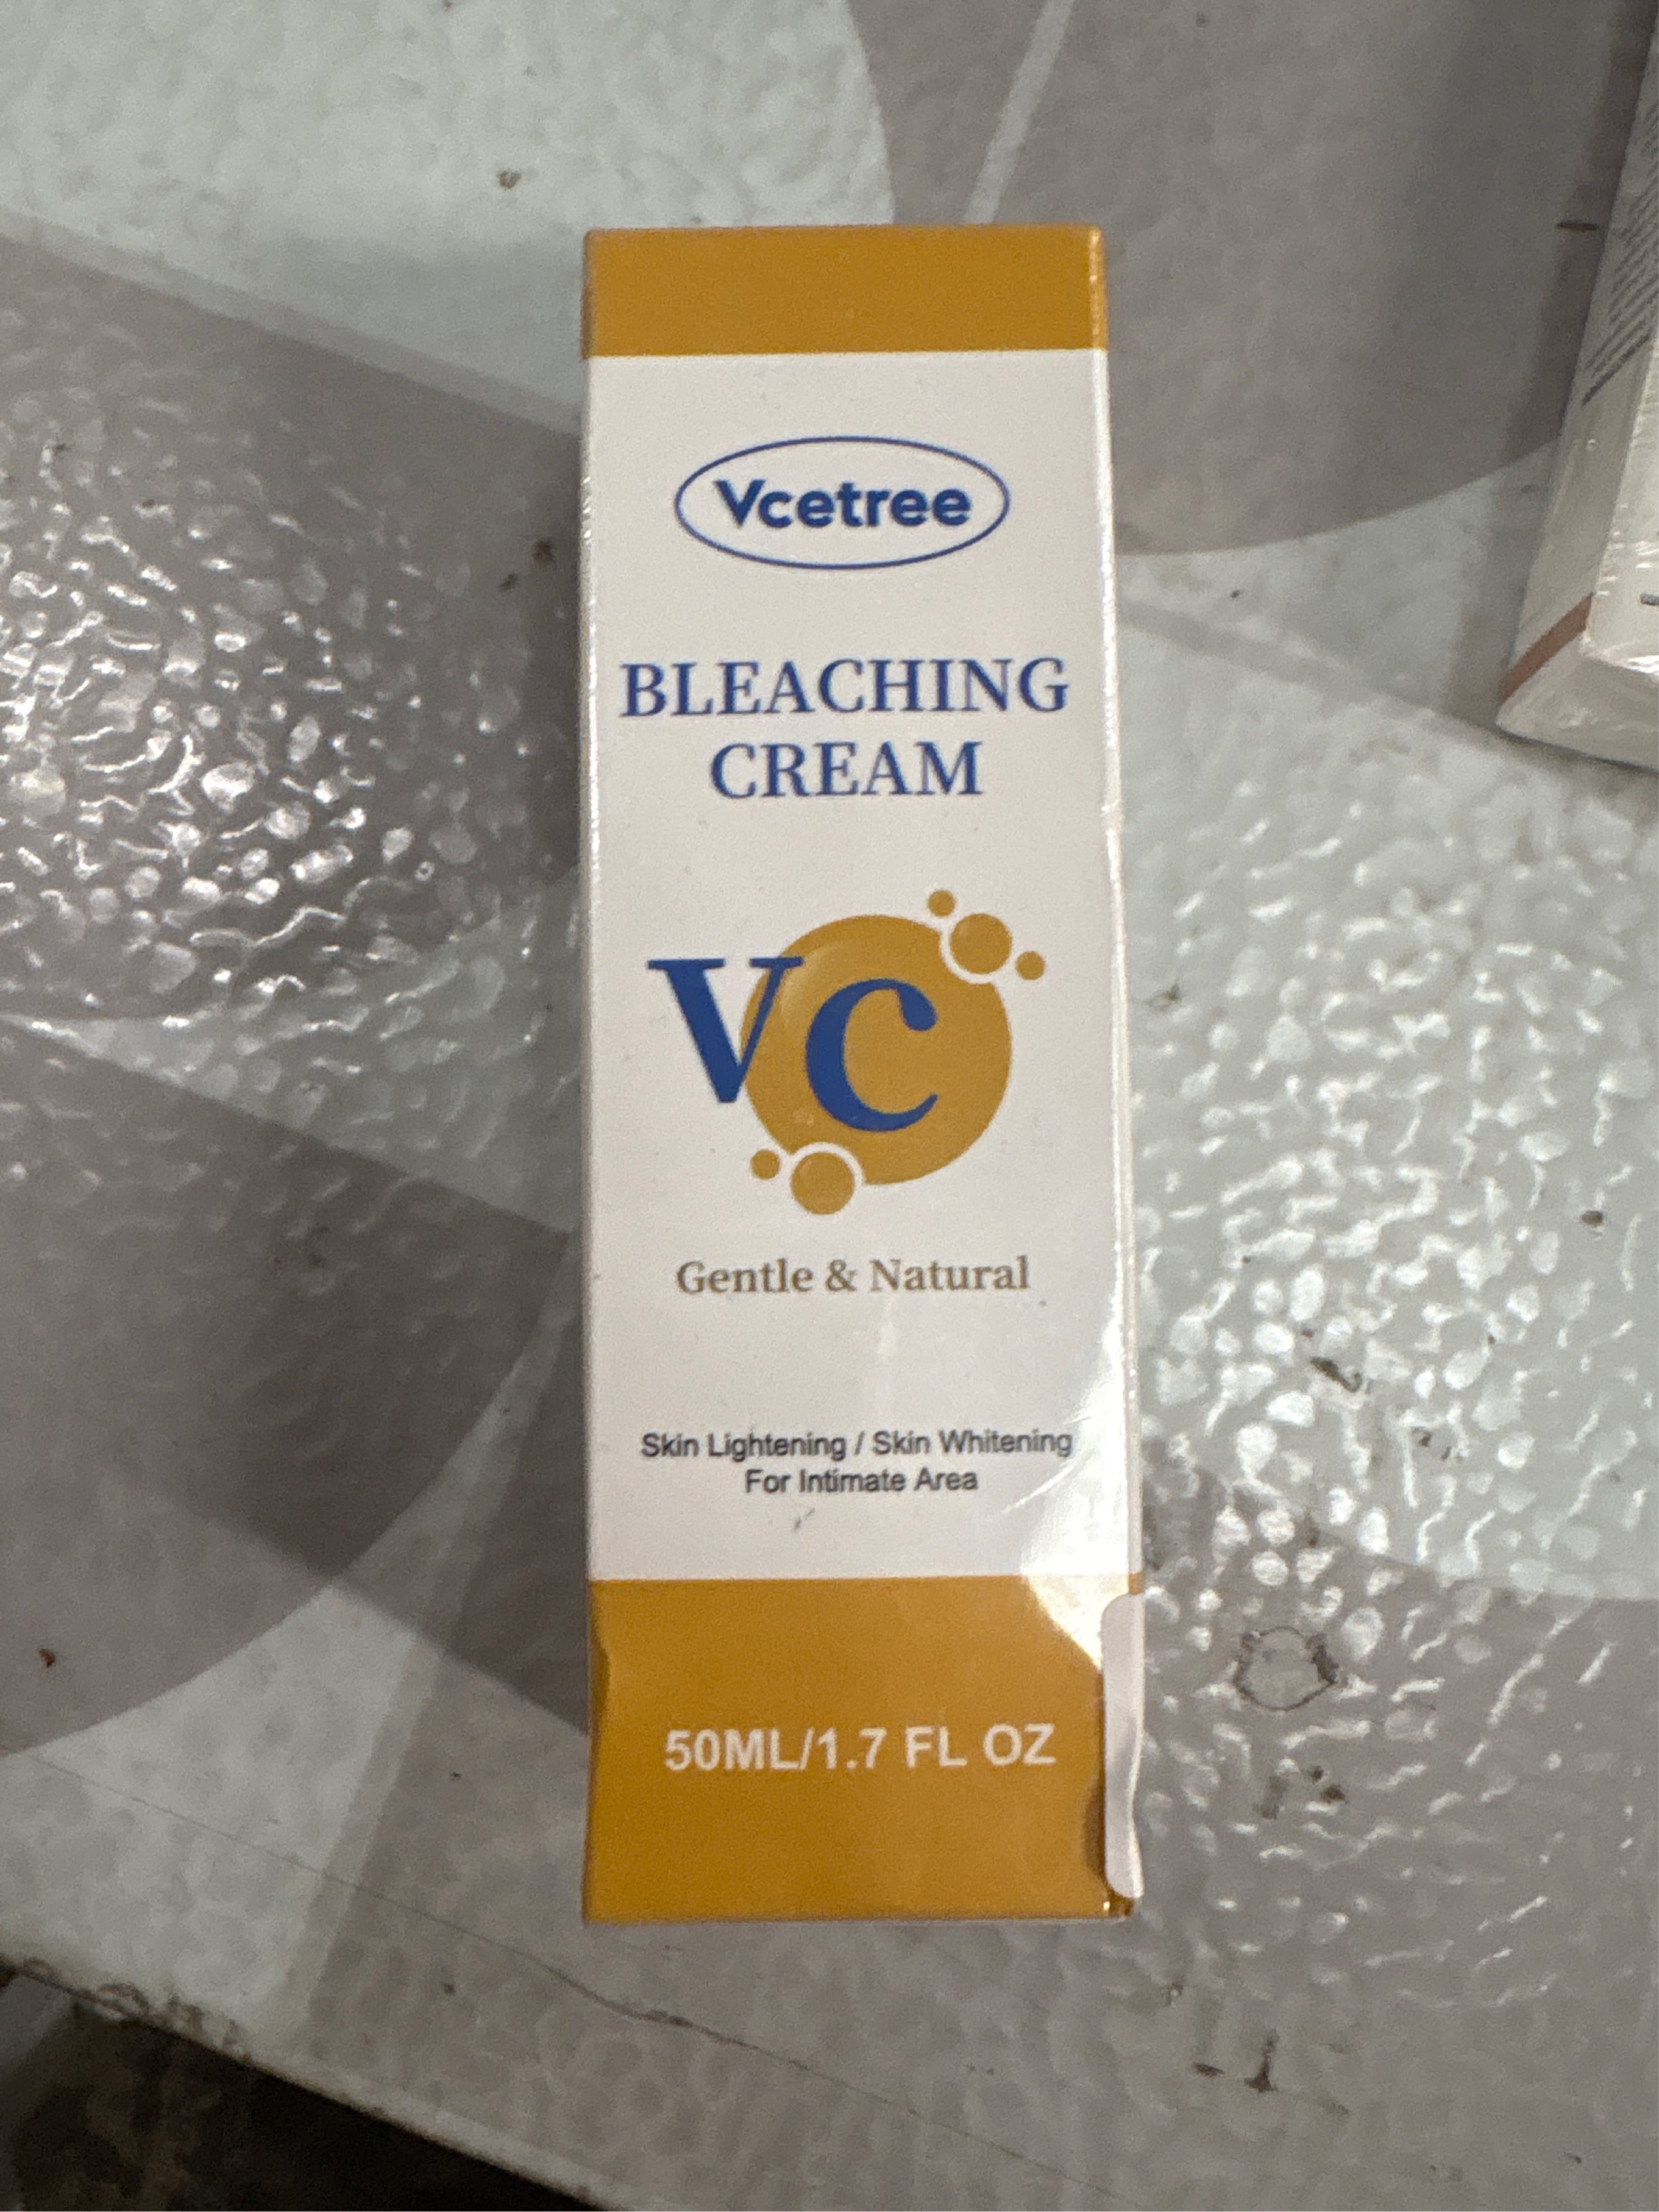 Vcetree
BLEACHING
CREAM
VC
Gentle & Natural
Skin Lightening / Skin Whitening
For Intimate Area
50ML/1.7 FL OZ